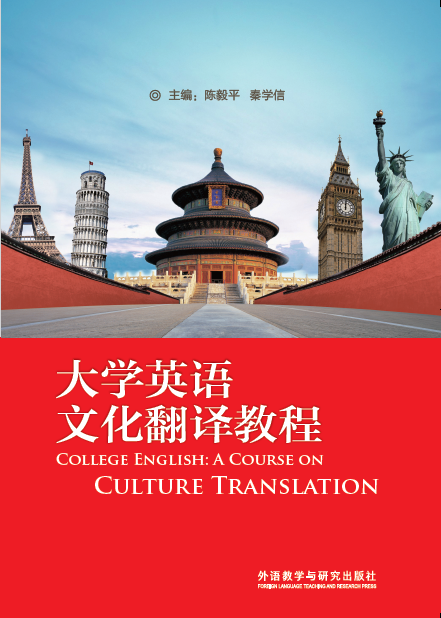 ◎ 主编：陈毅平 秦学信
大学英语
文化翻译教程
COLLEGE ENGLISH: A COURSE ON
CULTURE TRANSLATION
外语教学与研究出版社
FOREIGN LANGUAGE TEACHING AND RESEARCH PRESS